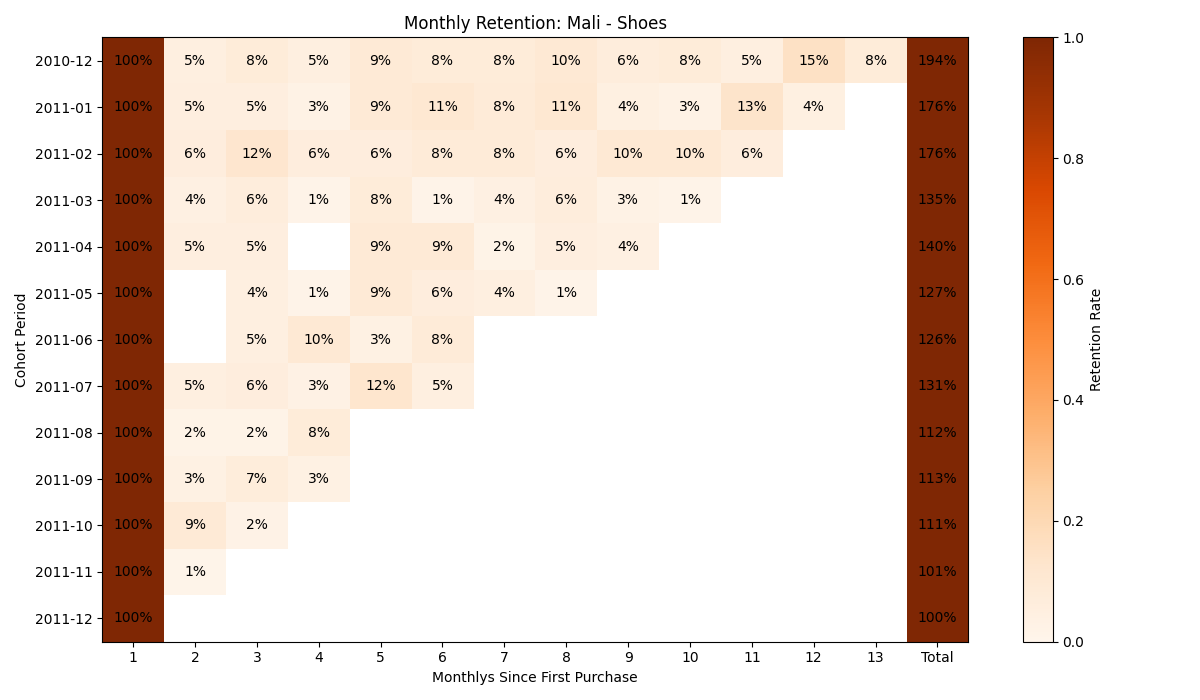 Monthly Retention: Mali - Shoes
2010-12 100% 5% 8% 5% 9% 8% 8% 10% 6% 8% 5% 15% 8% 194%
2011-01 100% 5% 5% 3% 9% 11% 8% 11% 4% 3% 13% 4% 176%
2011-02 100% 6% 12% 6% 6% 8% 8% 6% 10% 10% 6% 176%
2011-03 100% 4% 6% 1% 8% 1% 4% 6% 3% 1% 135%
2011-04 100% 5% 5% 9% 9% 2% 5% 4% 140%
2011-05 100% 4% 1% 9% 6% 4% 1% 127%
2011-06 100% 5% 10% 3% 8% 126%
2011-07 100% 5% 6% 3% 12% 5% 131%
2011-08 100% 2% 2% 8% 112%
2011-09 100% 3% 7% 3% 113%
2011-10 100% 9% 2% 111%
2011-11 100% 1% 101%
2011-12 100% 100%
1 2 3 4 5 6 7 8 9 10 11 12 13 Total
Monthlys Since First Purchase
Cohort Period
1.0
0.8
0.6
0.4
0.2
0.0
Retention Rate